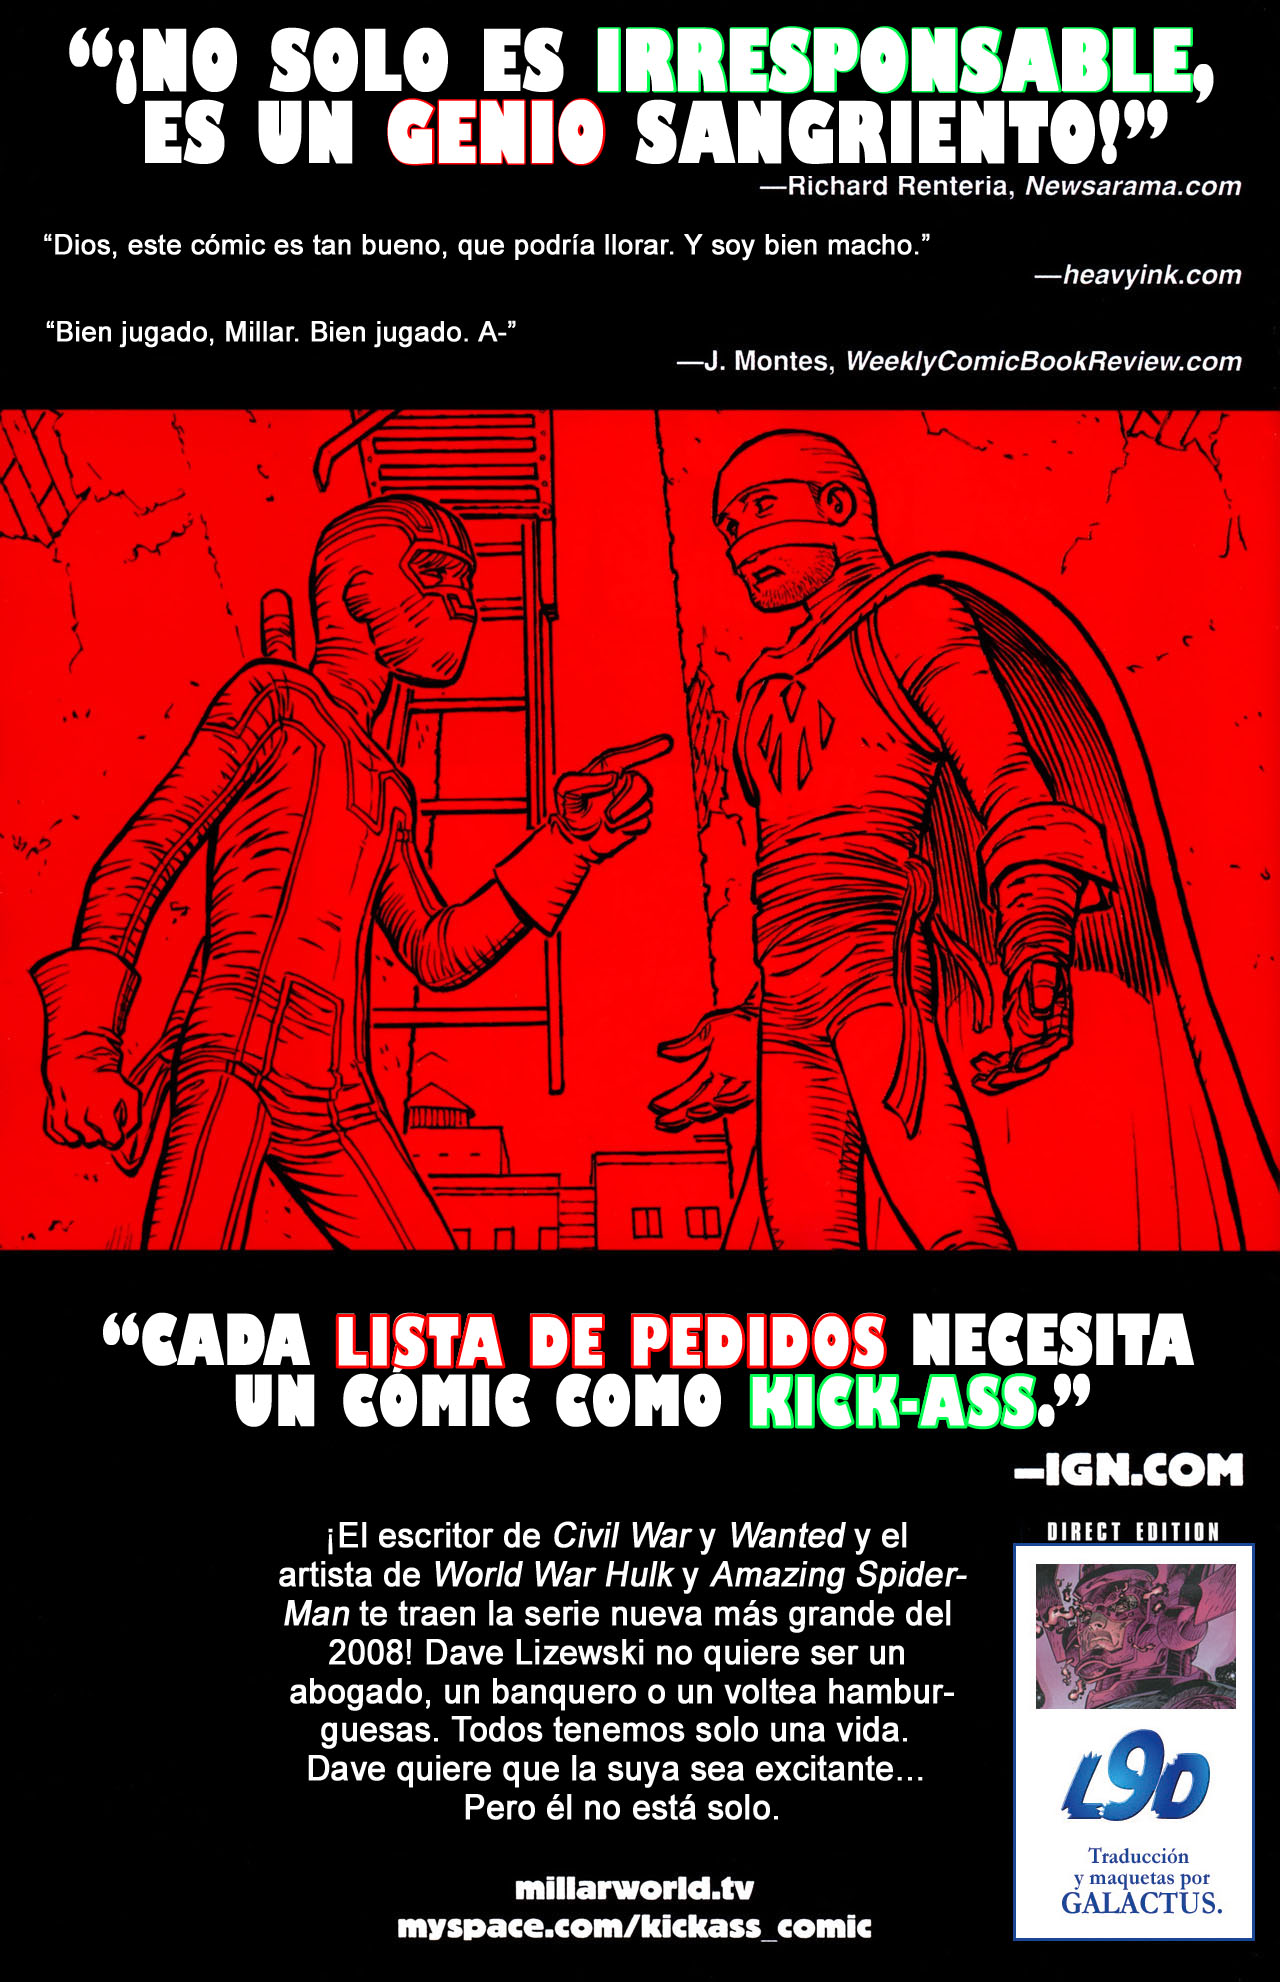 “¡NO SOLO ES IRRESPONSABLE,
ES UN GENIO SANGRIENTO!”
—Richard Renteria, Newsarama.com
“Dios, este cómic es tan bueno, que podría llorar. Y soy bien macho.”
—heavyink.com
“Bien jugado, Millar. Bien jugado. A-”
—J. Montes, WeeklyComicBookReview.com
M
“CADA LISTA DE PEDIDOS NECESITA
UN CÓMIC COMO KICK-ASS.”
—IGN.COM
¡El escritor de Civil War y Wanted y el
artista de World War Hulk y Amazing Spider-
Man te traen la serie nueva más grande del
2008! Dave Lizewski no quiere ser un
abogado, un banquero o un voltea hambur-
guesas. Todos tenemos solo una vida.
Dave quiere que la suya sea excitante...
Pero él no está solo.
millarworld.tv
myspace.com/kickass_comic
DIRECT EDITION
L9D
Traducción
y maquetas por
GALACTUS.